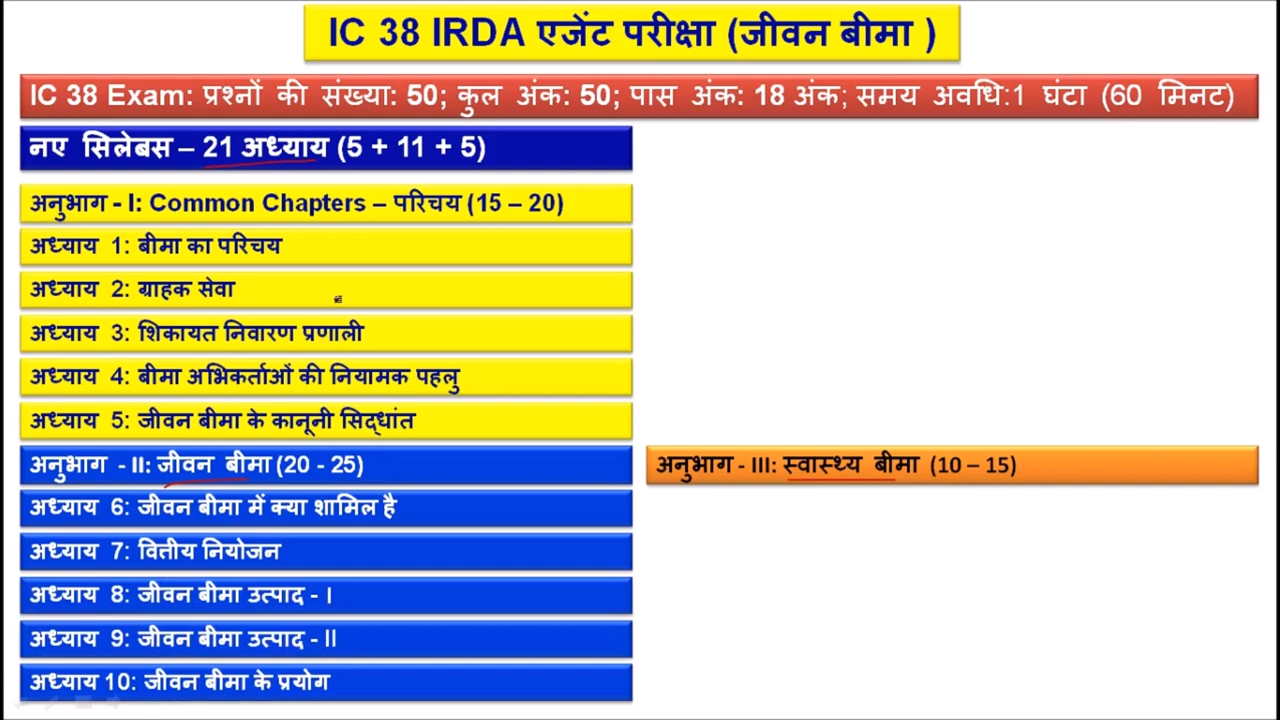 IC 38 IRDA एजेंट परीक्षा (जीवन बीमा )
IC 38 Exam: प्रश्नों की संख्या: 50; कुल अंक: 50; पास अंक: 18 अंक; समय अवधि:1 घंटा (60 मिनट)
नए सिलेबस – 21 अध्याय (5 + 11 + 5)
अनुभाग - I: Common Chapters – परिचय (15 – 20)
अध्याय 1: बीमा का परिचय
अध्याय 2: ग्राहक सेवा
अध्याय 3: शिकायत निवारण प्रणाली
अध्याय 4: बीमा अभिकर्ताओं की नियामक पहलु
अध्याय 5: जीवन बीमा के कानूनी सिद्धांत
अनुभाग - II: जीवन बीमा (20 - 25)
अध्याय 6: जीवन बीमा में क्या शामिल है
अध्याय 7: वित्तीय नियोजन
अध्याय 8: जीवन बीमा उत्पाद - I
अध्याय 9: जीवन बीमा उत्पाद - II
अध्याय 10: जीवन बीमा के प्रयोग
अनुभाग - III: स्वास्थ्य बीमा (10 – 15)